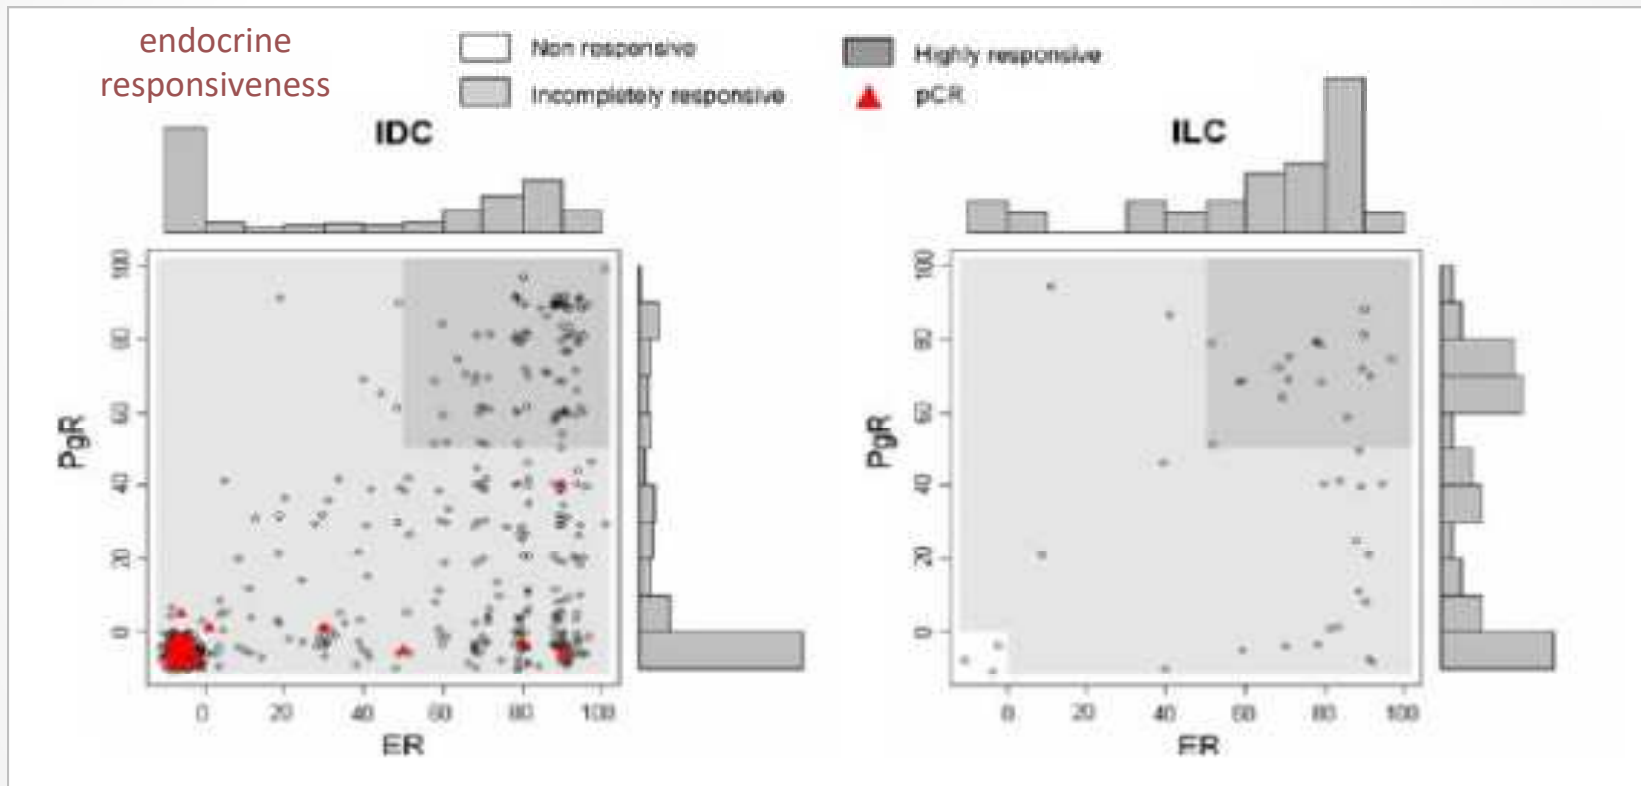 endocrine
responsiveness
Non responsive
Incompletely responsive
Highly responsive
pCR
IDC
ILC
100
80
60
40
20
0
PgR
0 20 40 60 80 100
ER
100
80
60
40
20
0
PgR
0 20 40 60 80 100
ER